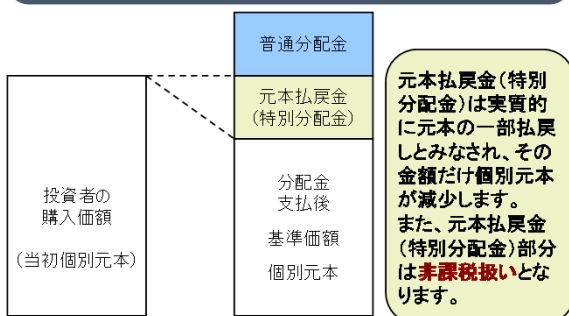 普通分配金
元本払戻金
(特別分配金)
投資者の
購入価額
(当初個別元本)
分配金
支払後
基準価額
個別元本
元本払戻金(特別
分配金)は実質的
に元本の一部払戻
しとみなされ、その
金額だけ個別元本
が減少します。
また、元本払戻金
(特別分配金)部分
は非課税扱いとな
ります。